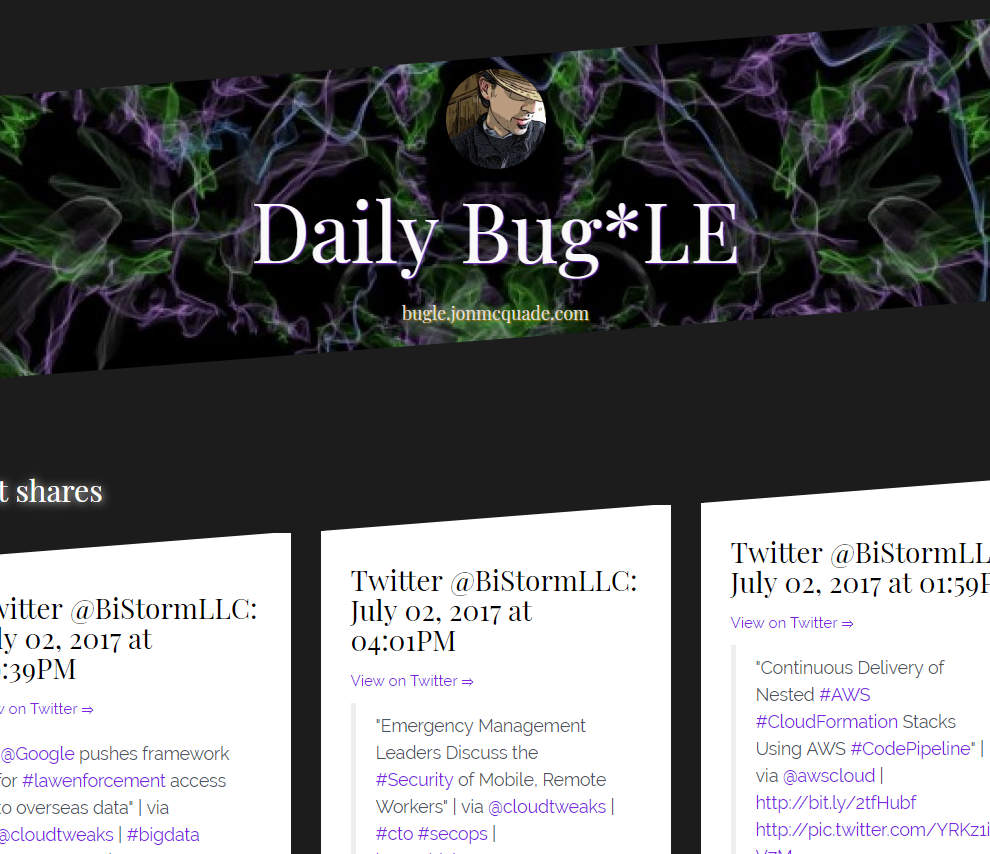 Daily Bug*LE
bugle.jonmcquade.com
shares
Twitter @BiStormLLC:
02, 2017 at
:39PM
on Twitter ⇒
@Google pushes framework
for #lawenforcement access
to overseas data" | via
@cloudtweaks | #bigdata
Twitter @BiStormLLC:
July 02, 2017 at
04:01PM
View on Twitter ⇒
"Emergency Management
Leaders Discuss the
#Security of Mobile, Remote
Workers" | via @cloudtweaks |
#cto #secops |
Twitter @BiStormLL
July 02, 2017 at 01:59P
View on Twitter ⇒
"Continuous Delivery of
Nested #AWS
#CloudFormation Stacks
Using AWS #CodePipeline" |
via @awscloud |
http://bit.ly/2tfHubf
http://pic.twitter.com/YRKz1i